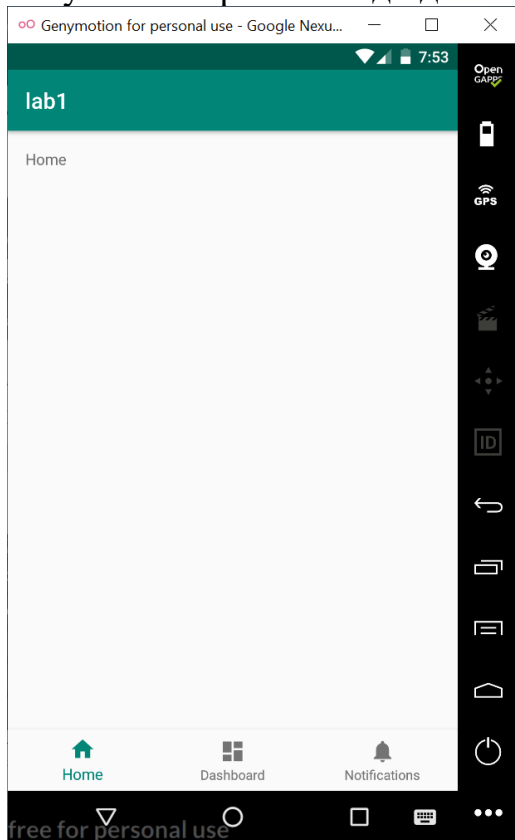 Genymotion for personal use - Google Nexu...
7:53
Open
GAPPS
lab1
Home
GPS
ID
Home
Dashboard
Notifications
free for personal use